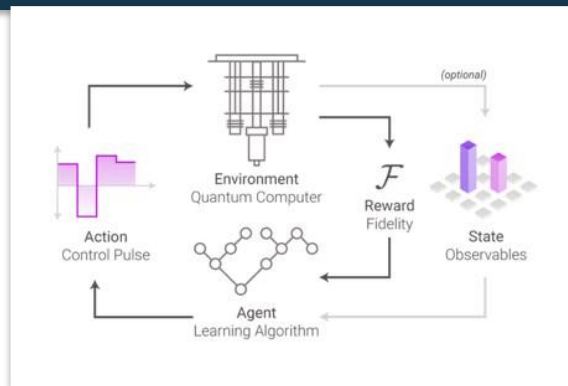 (optional)
Environment
Quantum Computer
ℱ
Reward
Fidelity
Action
Control Pulse
State
Observables
Agent
Learning Algorithm